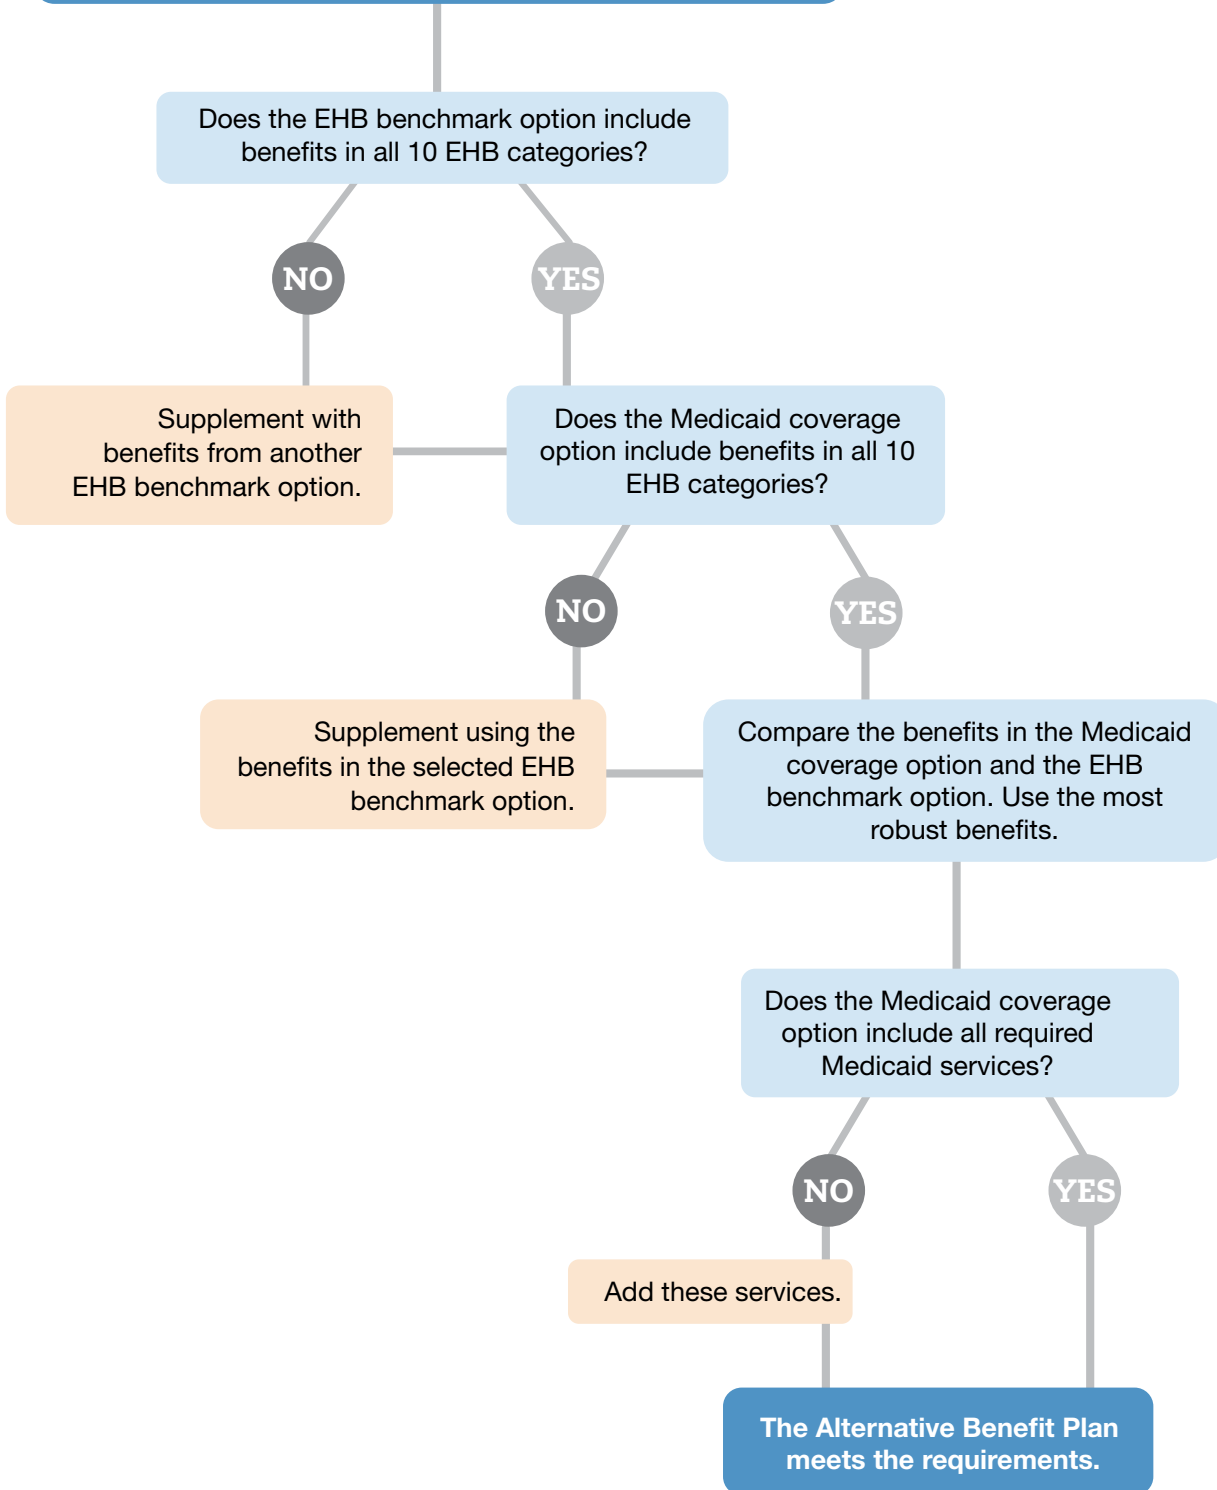 Does the EHB benchmark option include
benefits in all 10 EHB categories?
NO
YES
Supplement with
benefits from another
EHB benchmark option.
Does the Medicaid coverage
option include benefits in all 10
EHB categories?
NO
YES
Supplement using the
benefits in the selected EHB
benchmark option.
Compare the benefits in the Medicaid
coverage option and the EHB
benchmark option. Use the most
robust benefits.
Does the Medicaid coverage
option include all required
Medicaid services?
NO
YES
Add these services.
The Alternative Benefit Plan
meets the requirements.